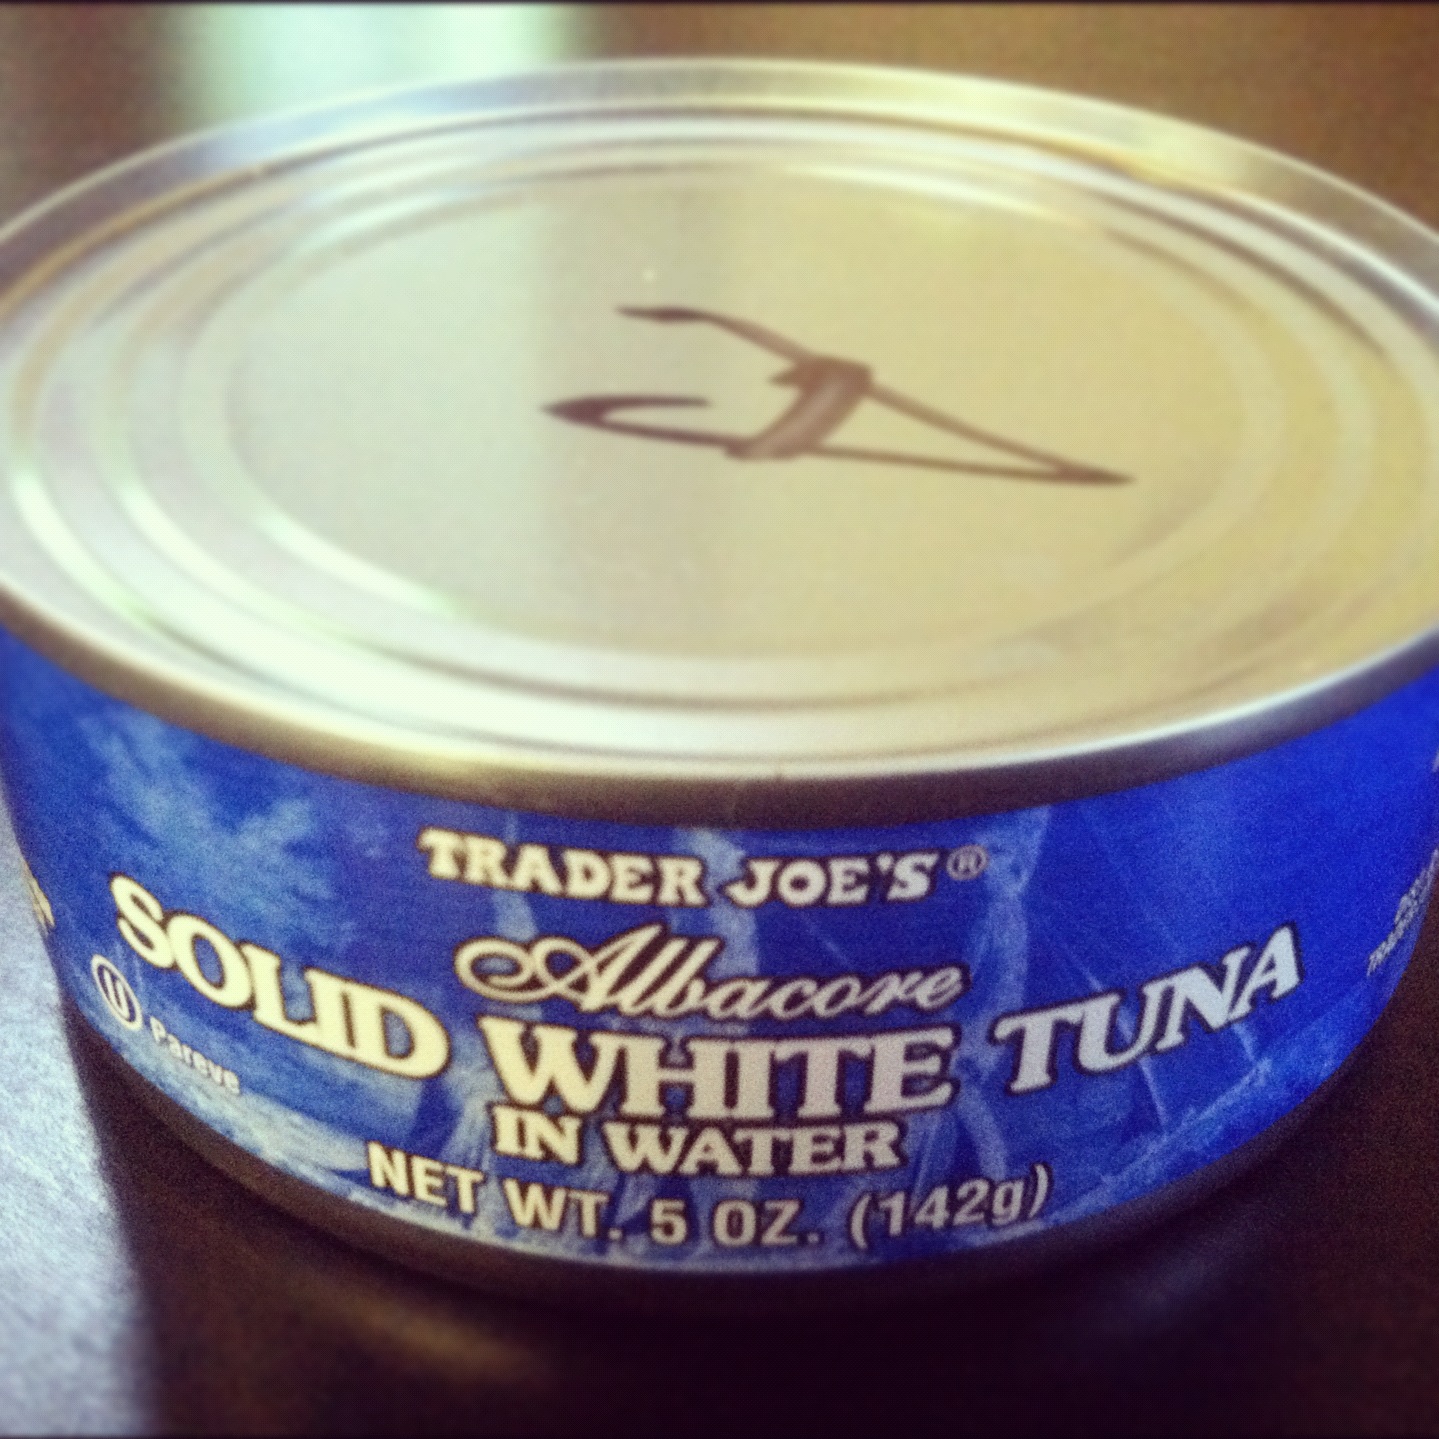 TRADER JOE'S®
Albacore
SOLID WHITE TUNA
IN WATER
U Pareve
NET WT. 5 OZ. (142g)